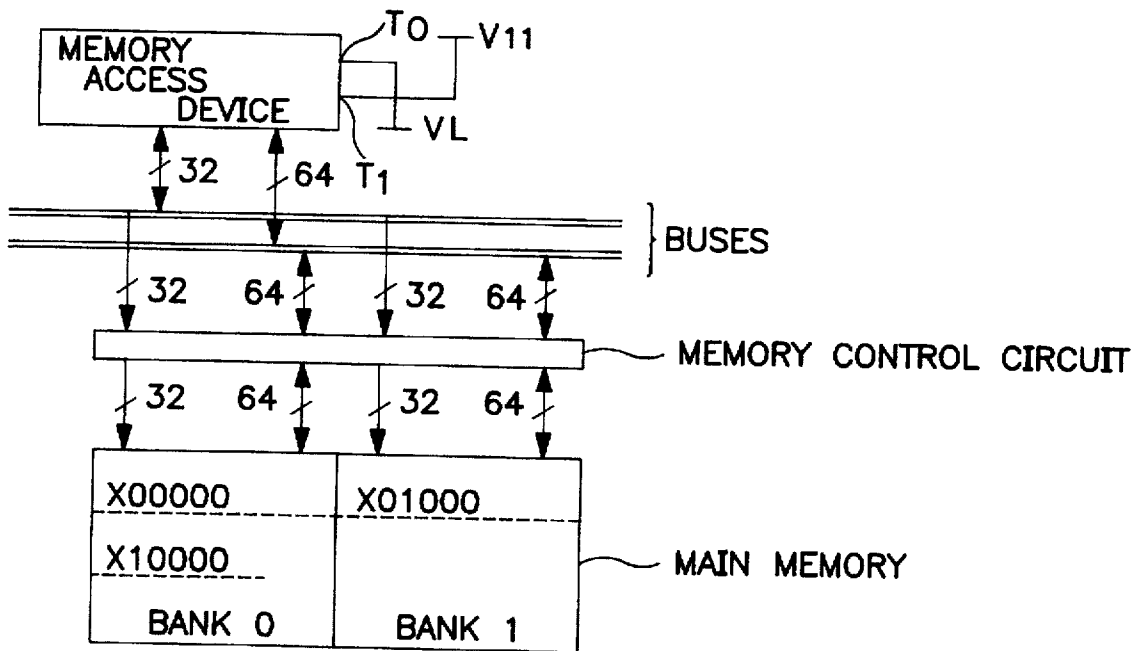 MEMORY
ACCESS
DEVICE
T0
V11
VL
T1
32
64
BUSES
32
64
32
64
MEMORY CONTROL CIRCUIT
32
64
32
64
X00000
X01000
X10000
MAIN MEMORY
BANK 0
BANK 1